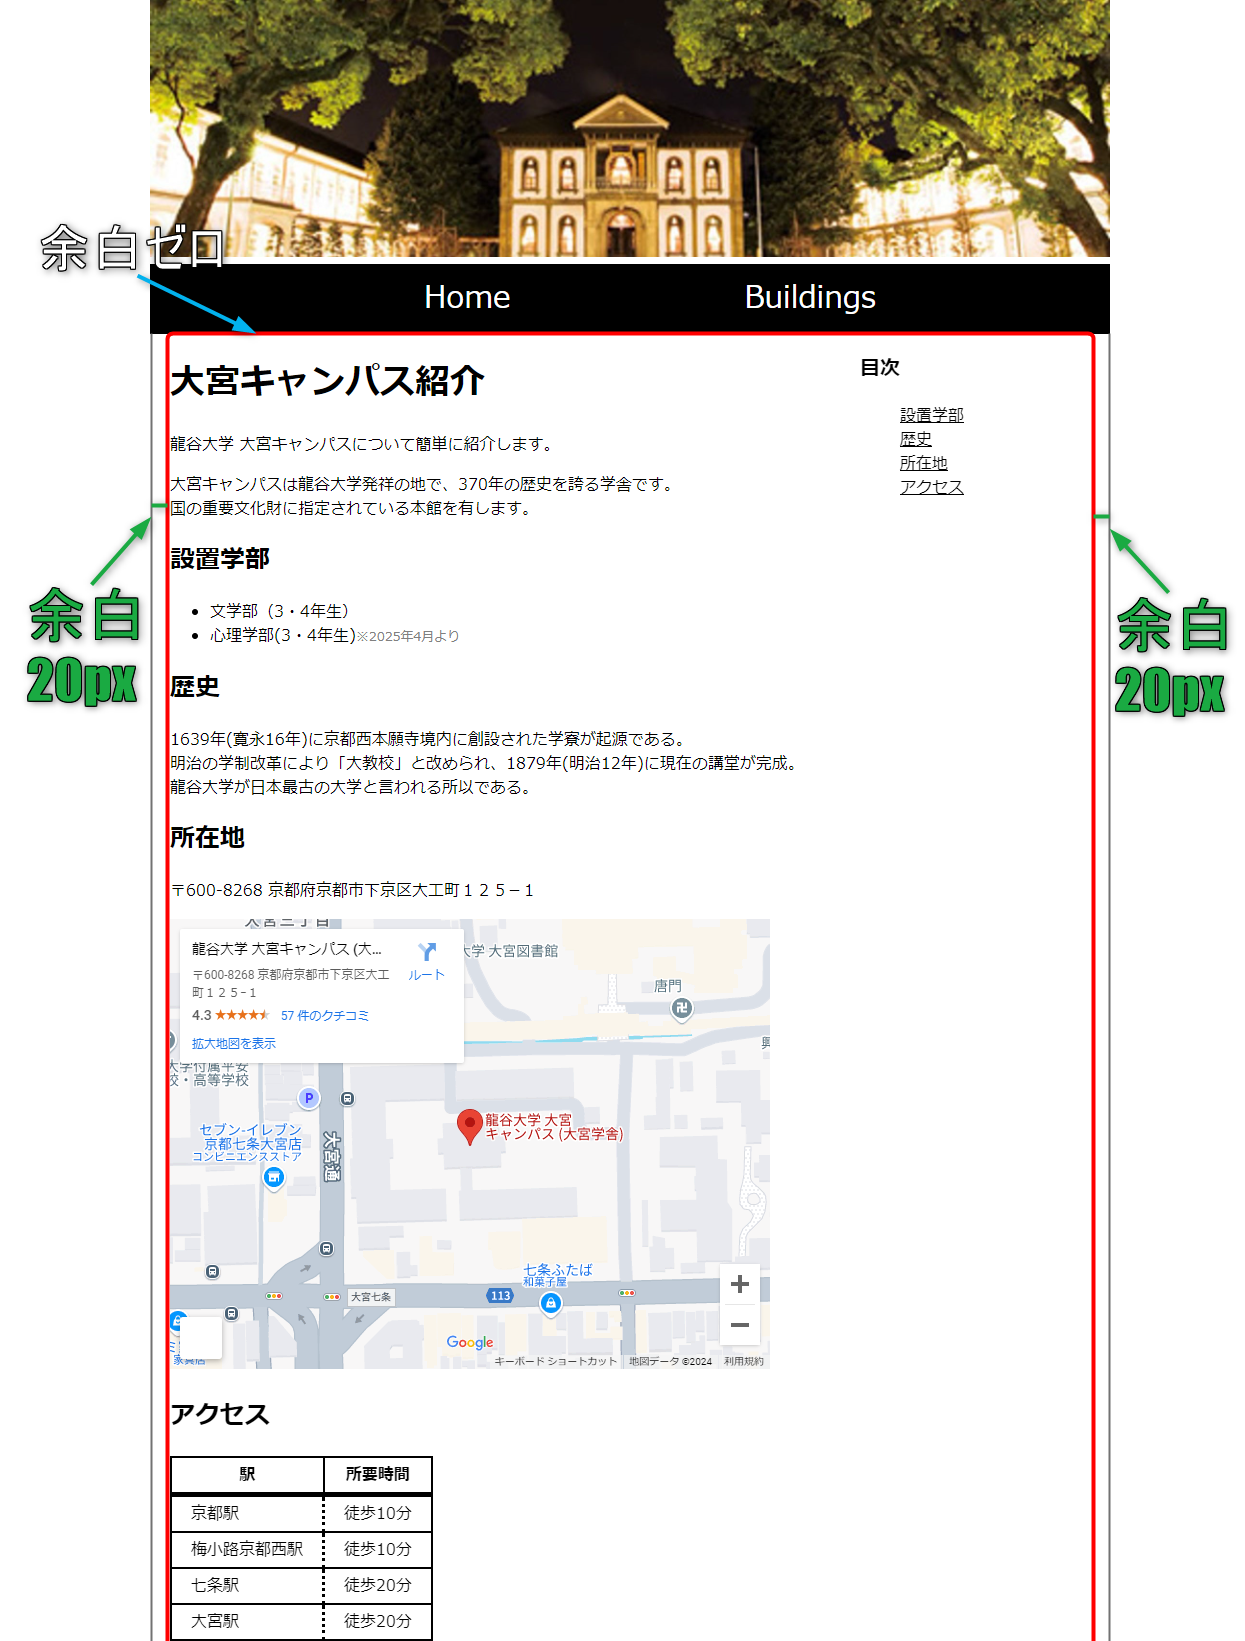 余白ゼロ
Home
Buildings
大宮キャンパス紹介
龍谷大学 大宮キャンパスについて簡単に紹介します。
大宮キャンパスは龍谷大学発祥の地で、370年の歴史を誇る学舎です。
国の重要文化財に指定されている本館を有します。
目次
設置学部
歴史
所在地
アクセス
余白
20px
余白
20px
設置学部
文学部（3・4年生）
心理学部(3・4年生)※2025年4月より
歴史
1639年(寛永16年)に京都西本願寺境内に創設された学寮が起源である。
明治の学制改革により「大教校」と改められ、1879年(明治12年)に現在の講堂が完成。
龍谷大学が日本最古の大学と言われる所以である。
所在地
〒600-8268 京都府京都市下京区大工町１２５−１
大宮三丁目
龍谷大学 大宮キャンパス (大...
〒600-8268 京都府京都市下京区大工
町１２５−１
4.3
57 件のクチコミ
拡大地図を表示
ルート
大学 大宮図書館
唐門
興
大学付属平安
校・高等学校
P
セブン-イレブン
京都七条大宮店
コンビニエンスストア
大宮通
龍谷大学 大宮
キャンパス (大宮学舎)
七条ふたば
和菓子屋
113
大宮七条
家具店
Google
キーボード ショートカット
地図データ ©2024
利用規約
アクセス
駅 所要時間
京都駅 徒歩10分
梅小路京都西駅 徒歩10分
七条駅 徒歩20分
大宮駅 徒歩20分